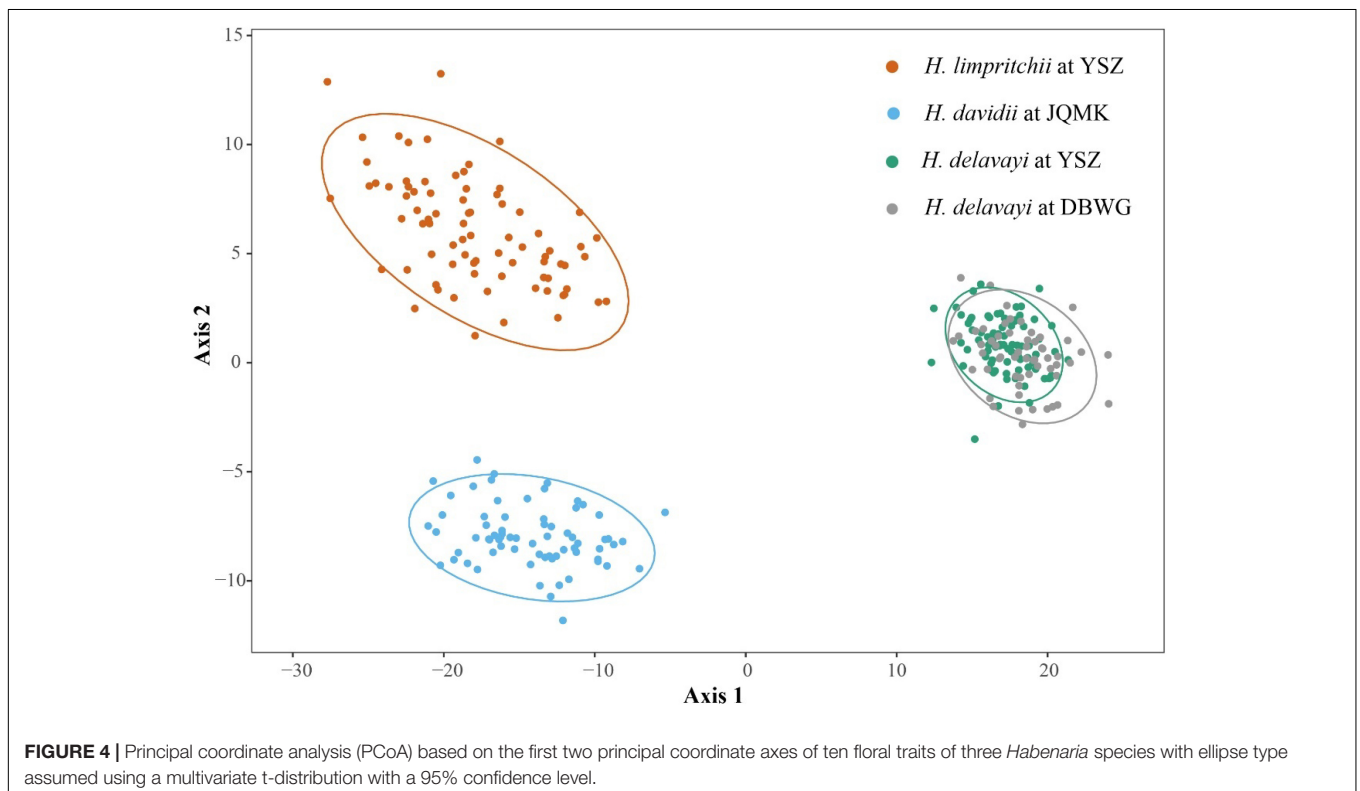 15
10
5
0
−5
−10
Axis 2
H. limpritchii at YSZ
H. davidii at JQMK
H. delavayi at YSZ
H. delavayi at DBWG
−30 −20 −10 0 10 20
Axis 1
FIGURE 4 | Principal coordinate analysis (PCoA) based on the first two principal coordinate axes of ten floral traits of three Habenaria species with ellipse type
assumed using a multivariate t-distribution with a 95% confidence level.